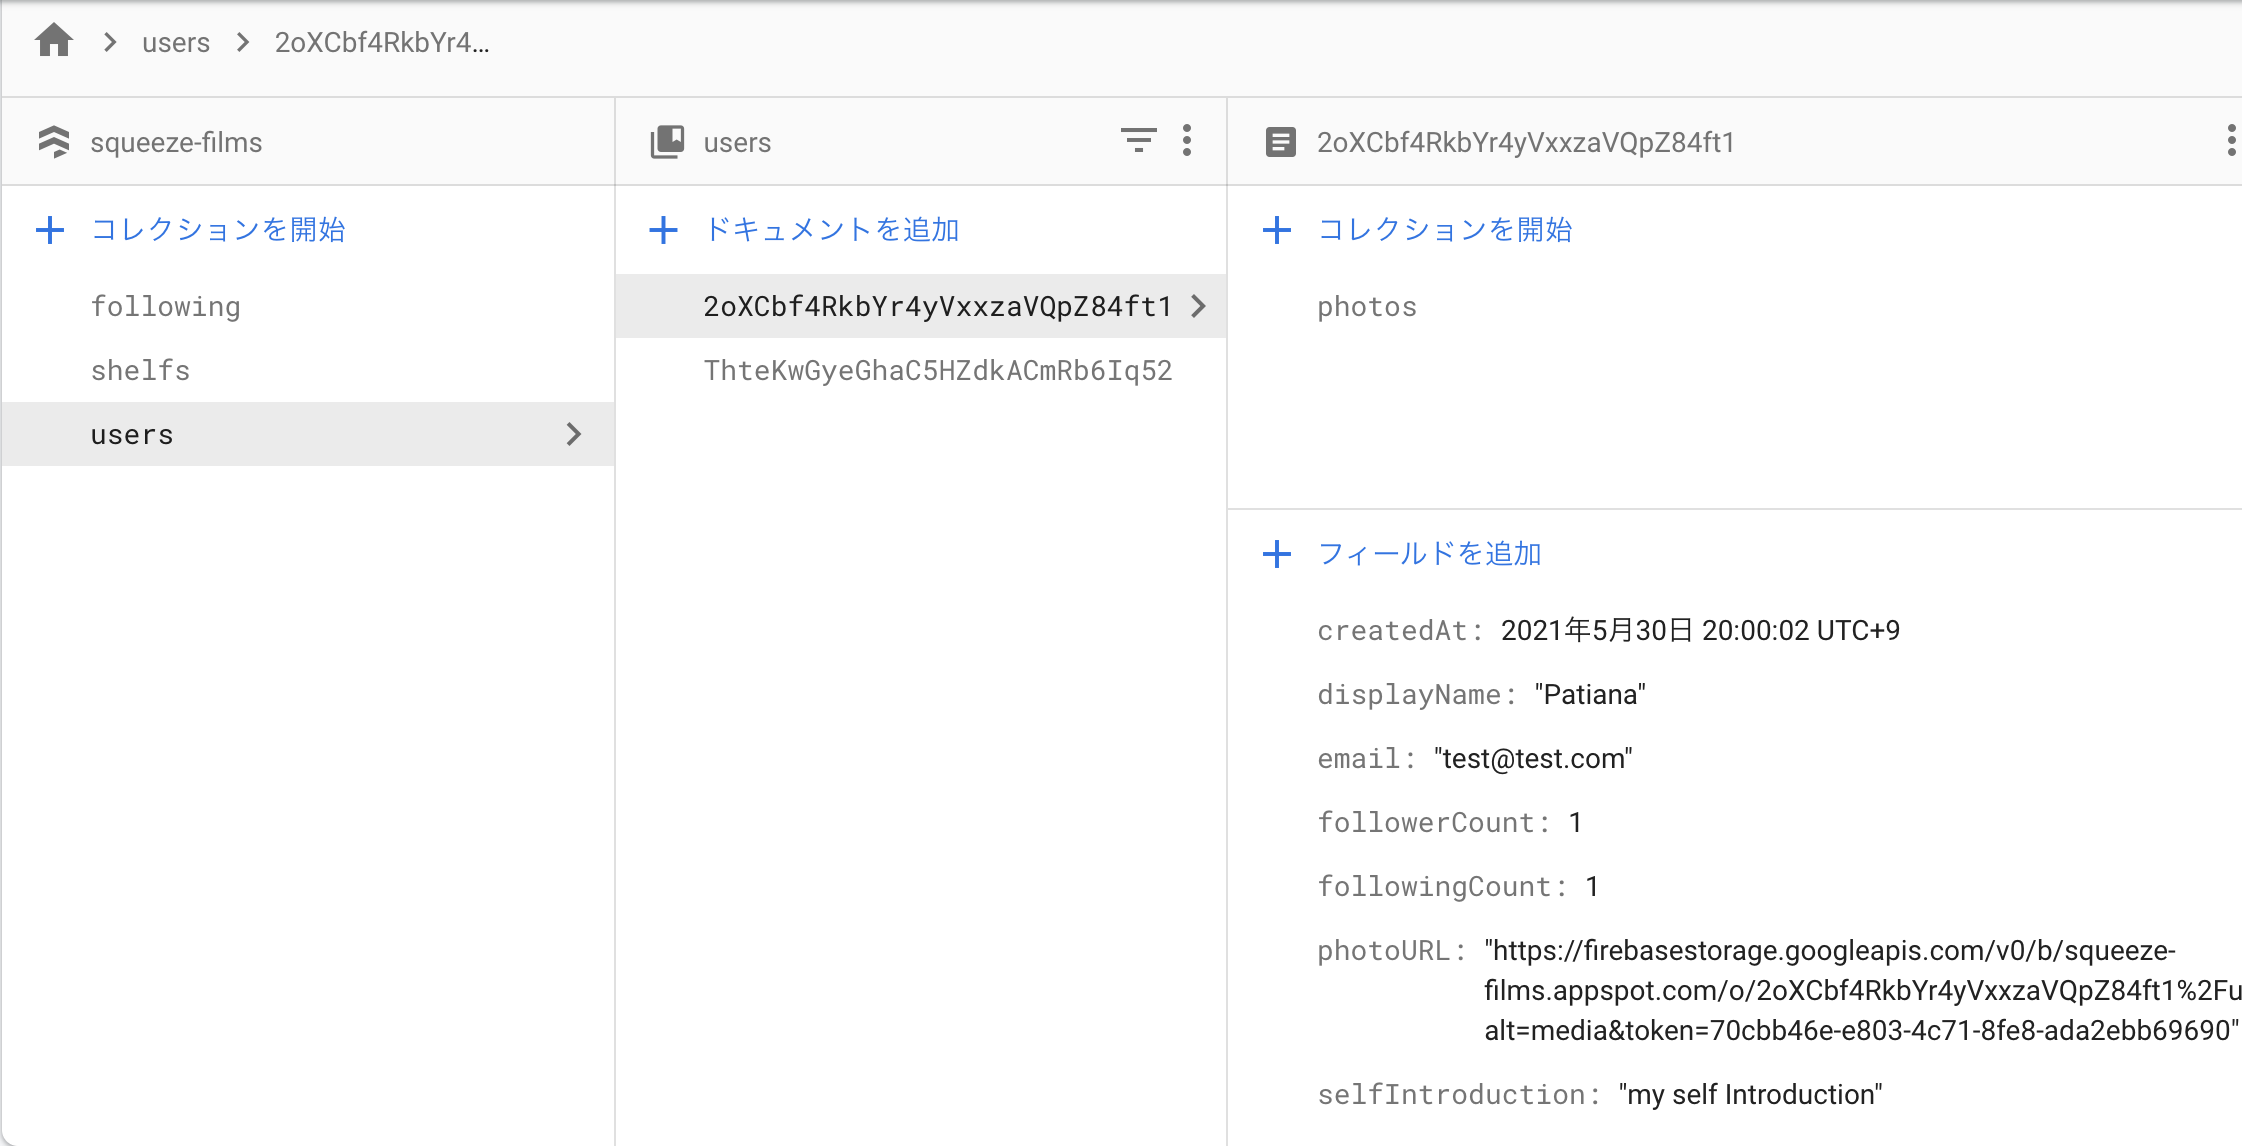 users
2oXCbf4RkbYr4...
squeeze-films
コレクションを開始
following
shelfs
users
users
ドキュメントを追加
2oXCbf4RkbYr4yVxxzaVQpZ84ft1
ThteKwGyeGhaC5HZdkACmRb6Iq52
2oXCbf4RkbYr4yVxxzaVQpZ84ft1
コレクションを開始
photos
フィールドを追加
createdAt: 2021年5月30日 20:00:02 UTC+9
displayName: "Patiana"
email: "test@test.com"
followerCount: 1
followingCount: 1
photoURL: "https://firebasestorage.googleapis.com/v0/b/squeeze-
films.appspot.com/o/2oXCbf4RkbYr4yVxxzaVQpZ84ft1%2Fu
alt=media&token=70cbb46e-e803-4c71-8fe8-ada2ebb69690"
selfIntroduction: "my self Introduction"